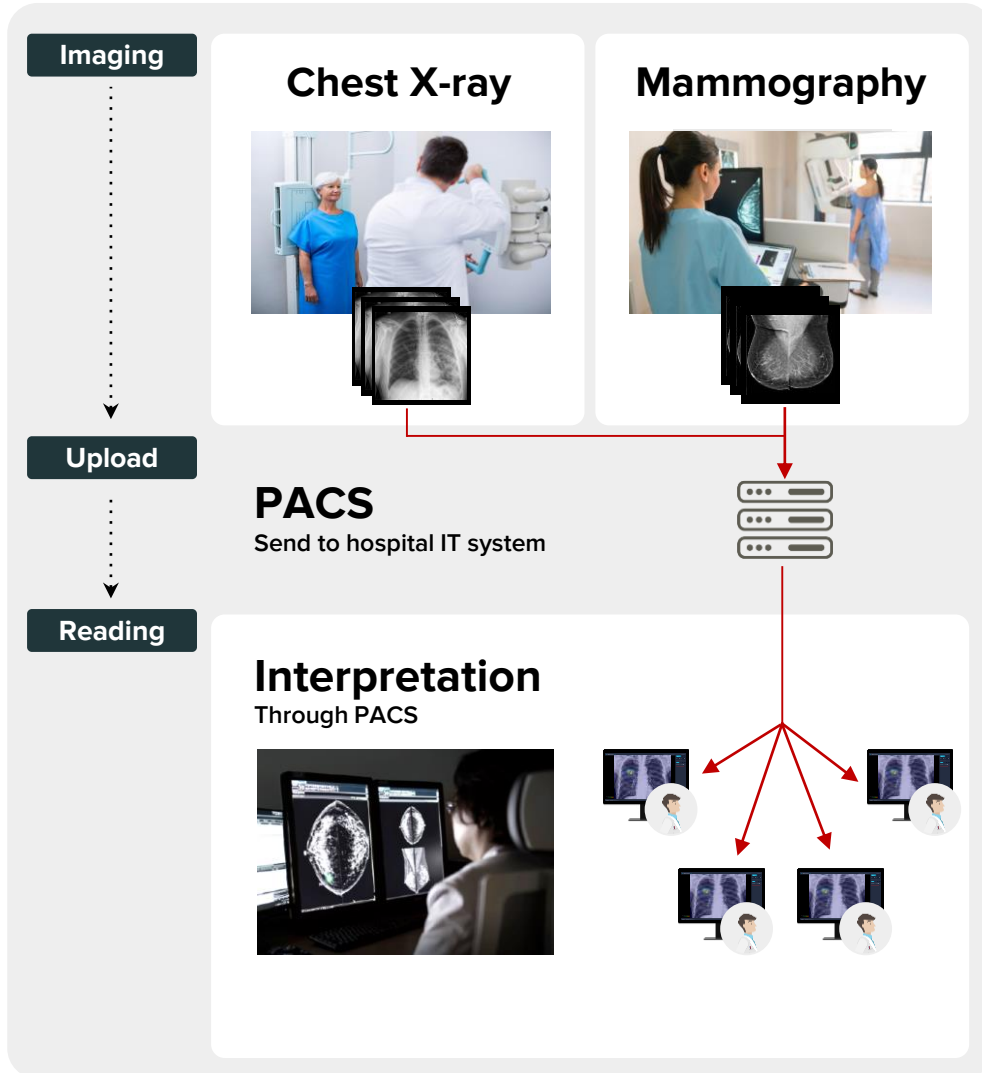 Imaging
Chest X-ray
Mammography
Upload
PACS
Send to hospital IT system
Reading
Interpretation
Through PACS